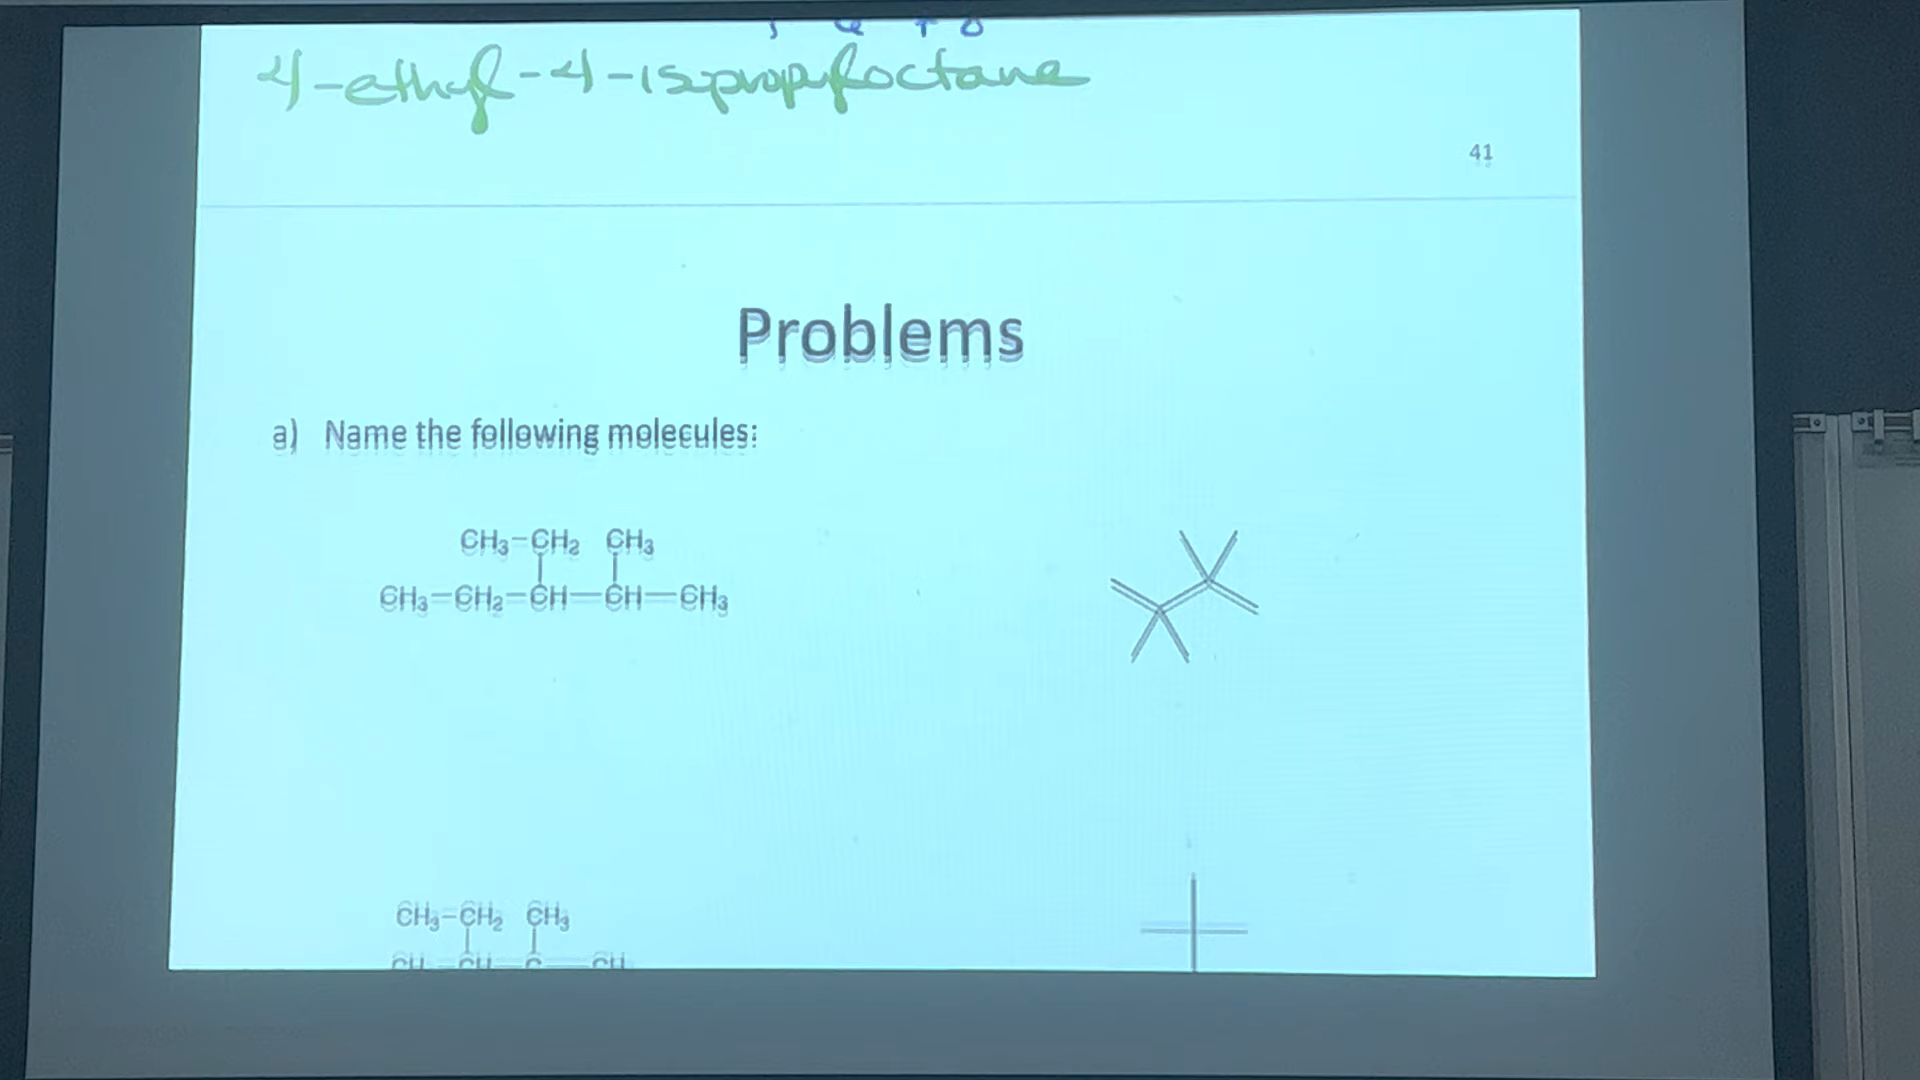 4-ethyl-4-isopropyloctane
41
Problems
a) Name the following molecules:
CH₃-CH₂ CH₃
CH₃-CH₂-CH-CH-CH₃
CH₃-CH₂ CH₃